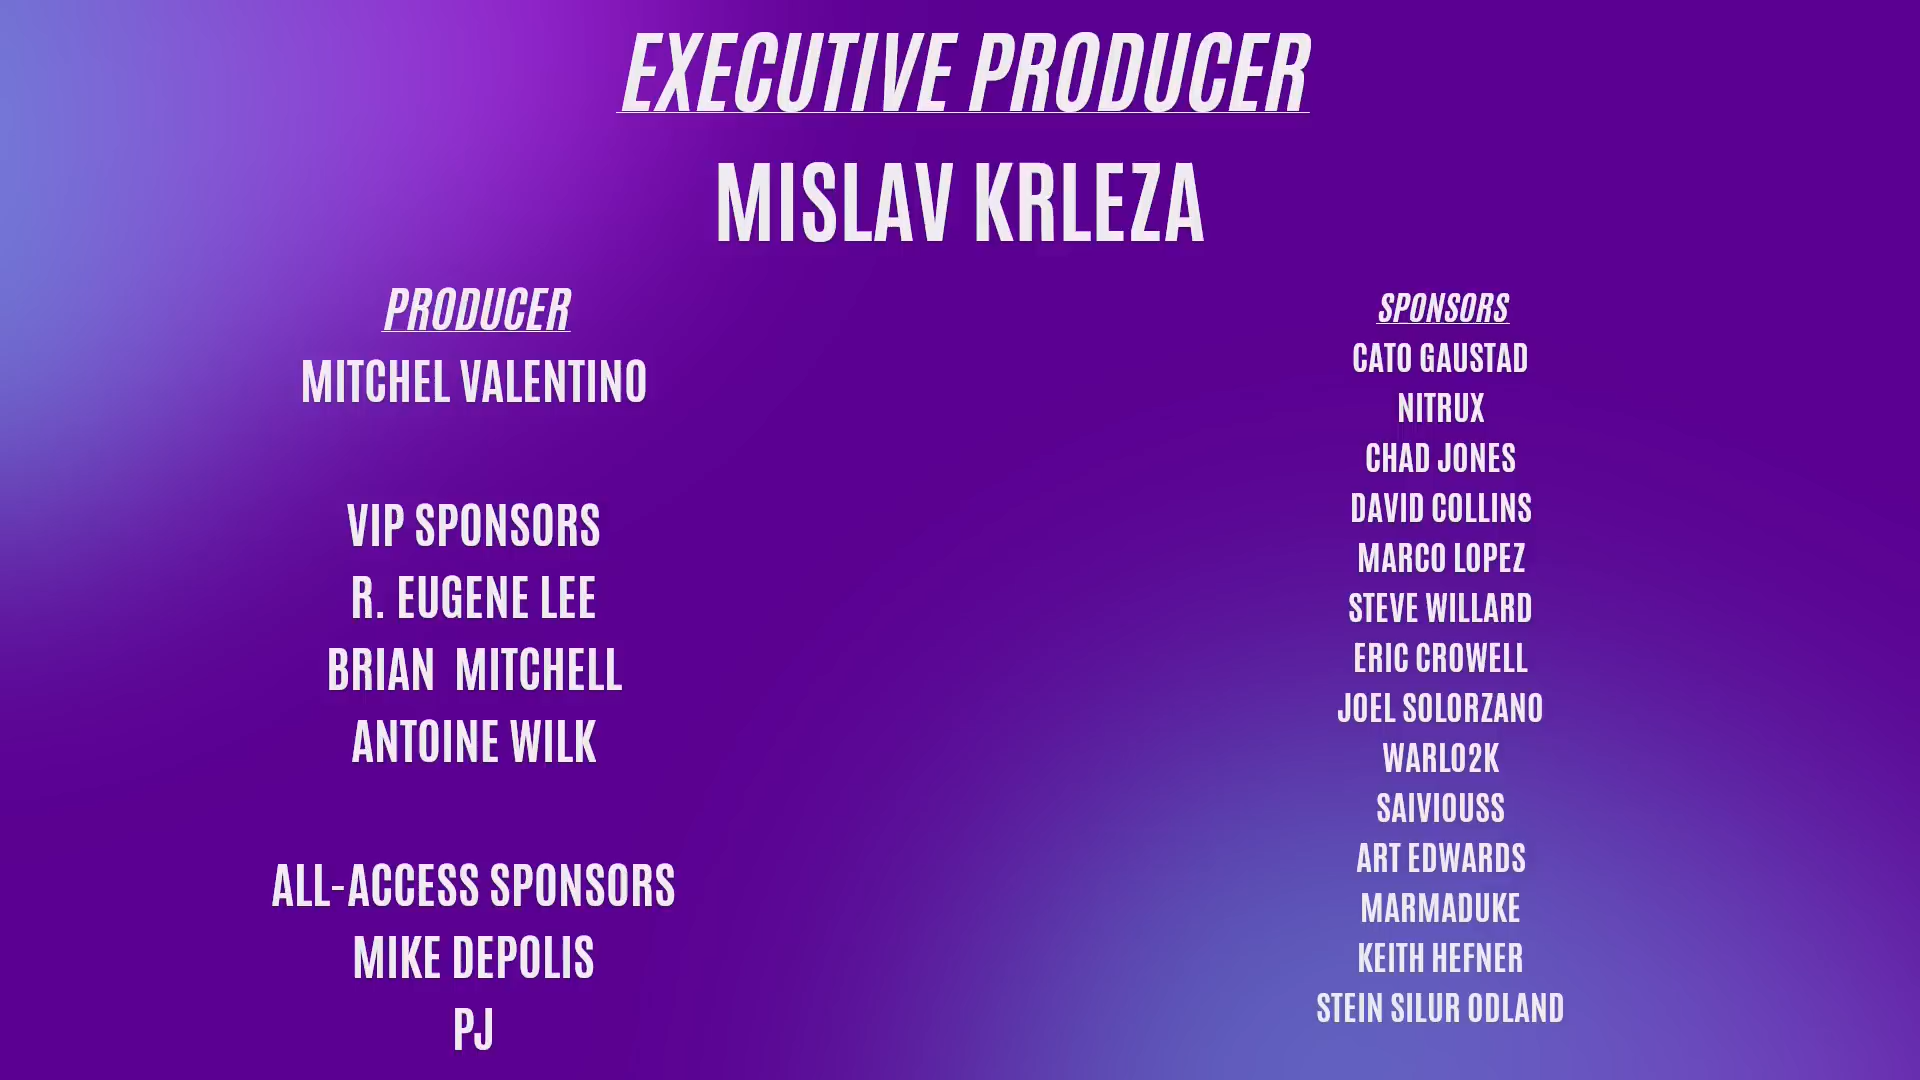 EXECUTIVE PRODUCER
MISLAV KRLEZA
PRODUCER
MITCHEL VALENTINO
VIP SPONSORS
R. EUGENE LEE
BRIAN  MITCHELL
ANTOINE WILK
ALL-ACCESS SPONSORS
MIKE DEPOLIS
PJ
SPONSORS
CATO GAUSTAD
NITRUX
CHAD JONES
DAVID COLLINS
MARCO LOPEZ
STEVE WILLARD
ERIC CROWELL
JOEL SOLORZANO
WARLO2K
SAIVIOUSS
ART EDWARDS
MARMADUKE
KEITH HEFNER
STEIN SILUR ODLAND